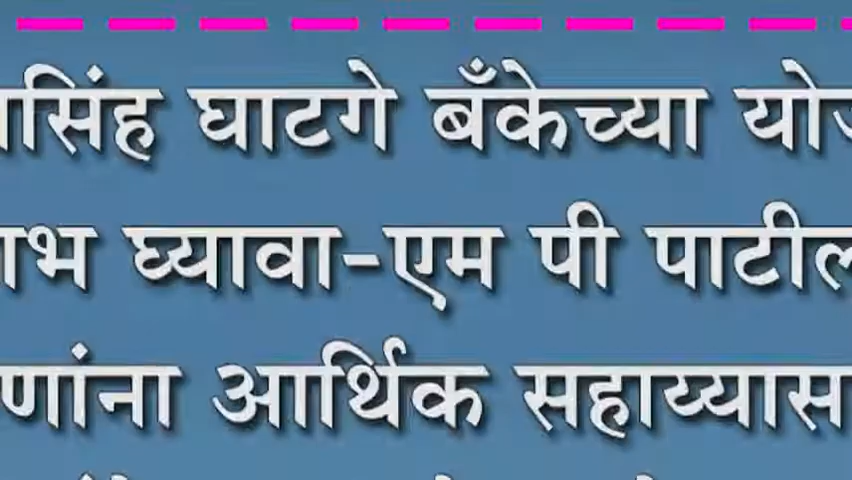 ासिंह घाटगे बँकेच्या यो
ाभ घ्यावा-एम पी पाटील
णांना आर्थिक सहाय्यास